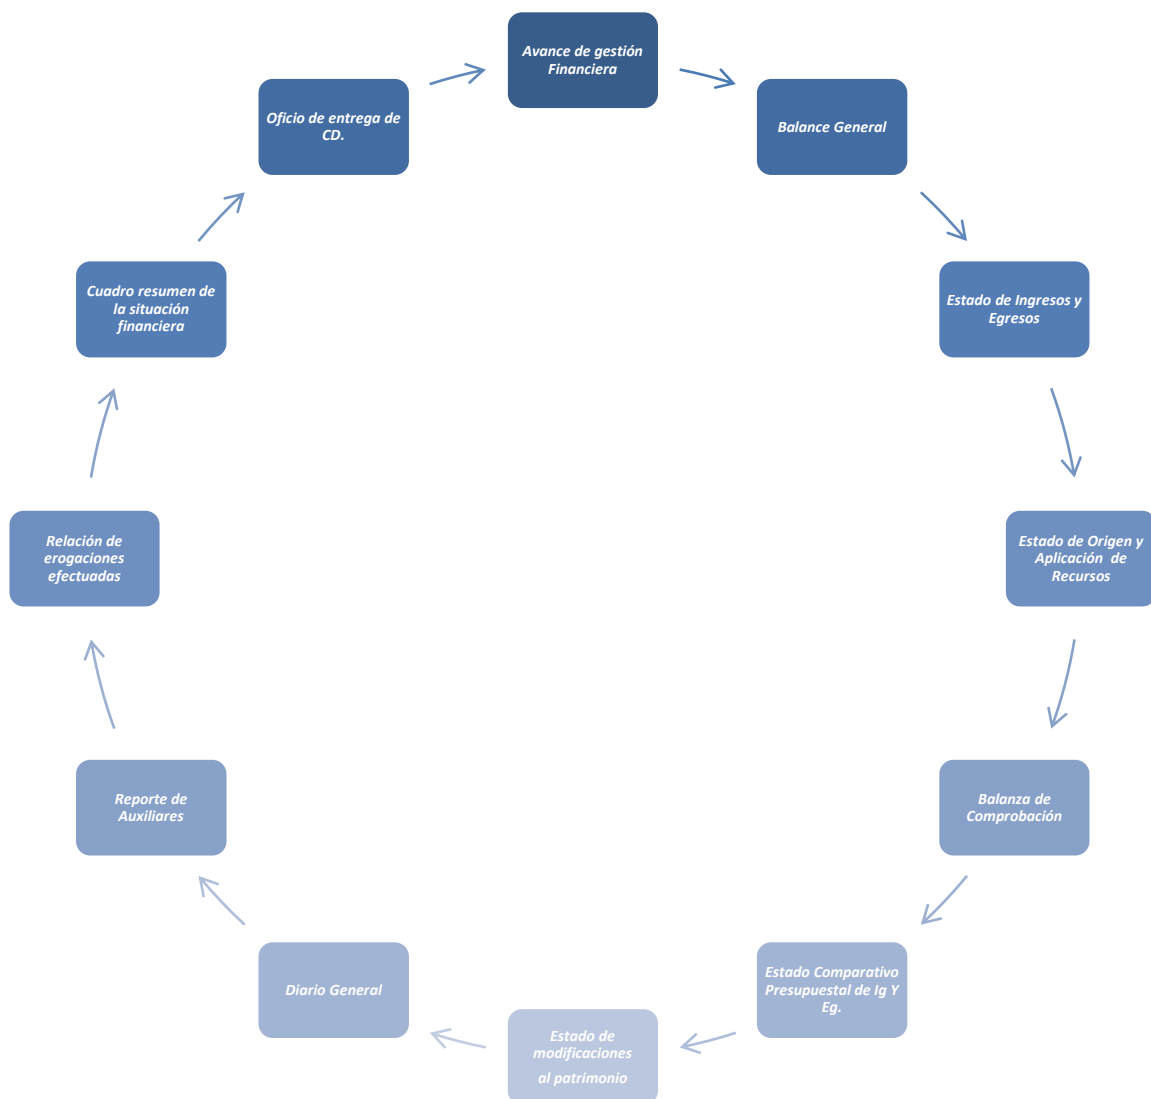 Avance de gestión
Financiera
Balance General
Estado de Ingresos y
Egresos
Estado de Origen y
Aplicación de
Recursos
Balanza de
Comprobación
Estado Comparativo
Presupuestal de Ig Y
Eg.
Estado de
modificaciones
al patrimonio
Diario General
Reporte de
Auxiliares
Relación de
erogaciones
efectuadas
Cuadro resumen de
la situación
financiera
Oficio de entrega de
CD.